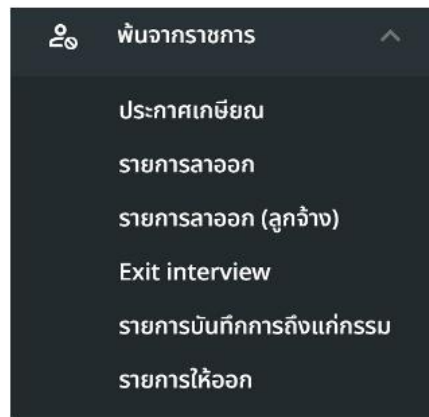 พ้นจากราชการ
ประกาศเกษียณ
รายการลาออก
รายการลาออก (ลูกจ้าง)
Exit interview
รายการบันทึกการถึงแก่กรรม
รายการให้ออก